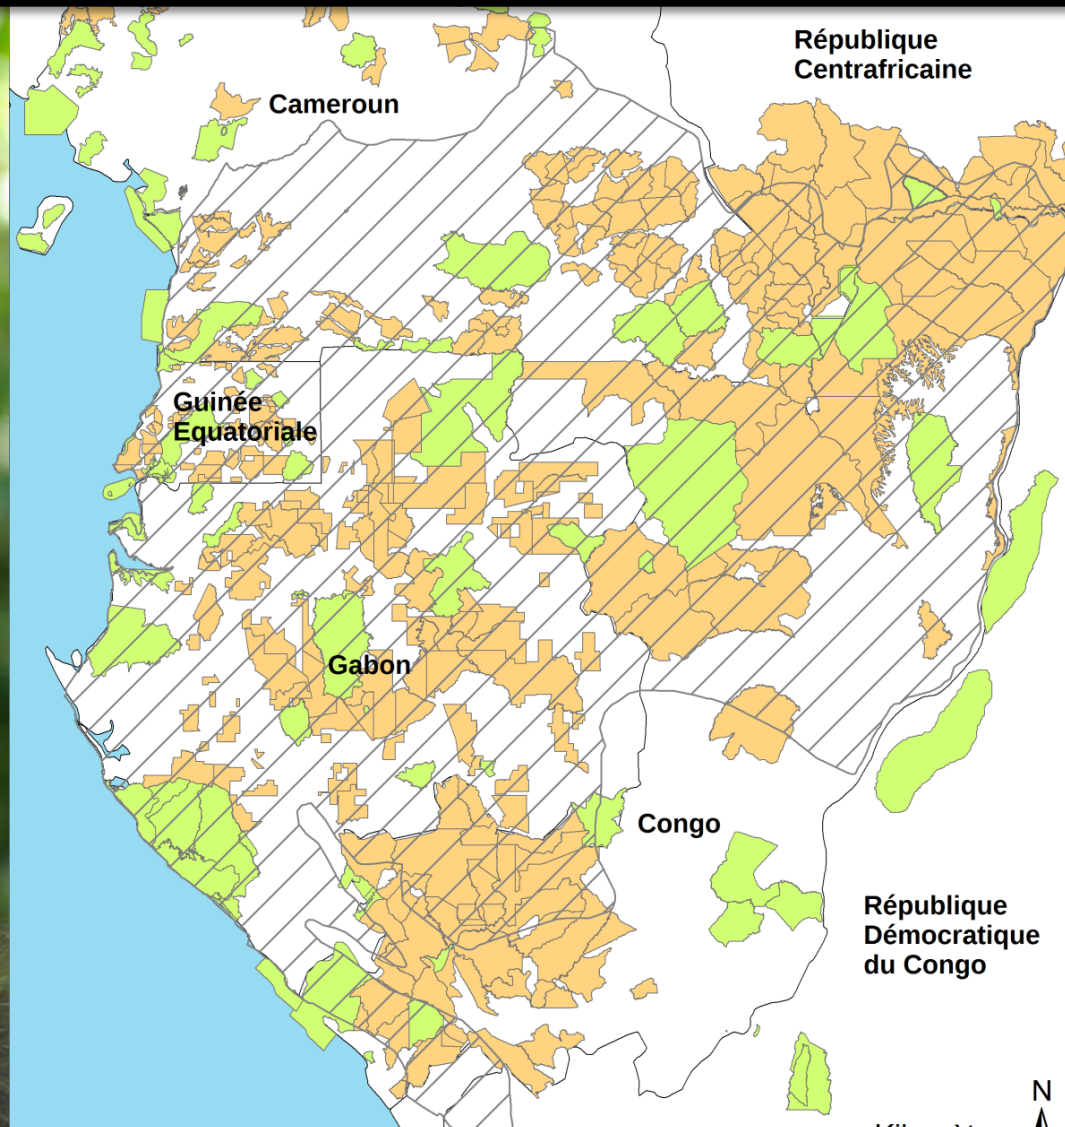 République
Centrafricaine
Cameroun
Guinée
Equatoriale
Gabon
Congo
République
Démocratique
du Congo
N